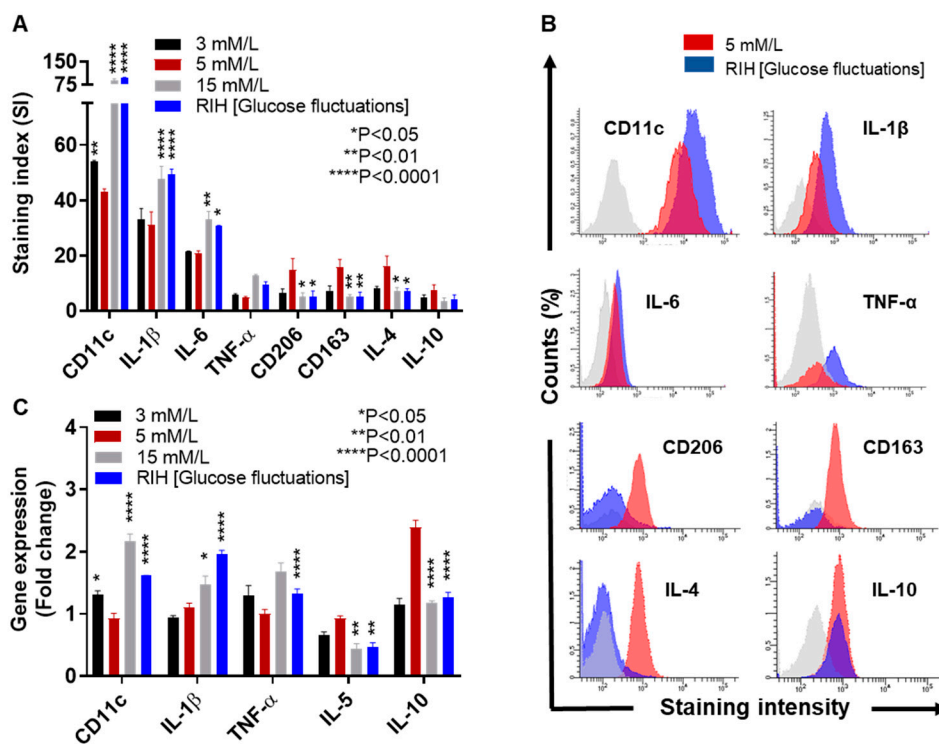 A
3 mM/L
5 mM/L
15 mM/L
RIH [Glucose fluctuations]
*P<0.05
**P<0.01
****P<0.0001
Staining index (SI)
150
75
60
40
20
0
**
****
****
****
****
**
*
*
*
**
**
*
*
CD11c
IL-1β
IL-6
TNF-α
CD206
CD163
IL-4
IL-10
B
5 mM/L
RIH [Glucose fluctuations]
CD11c
IL-1β
IL-6
TNF-α
CD206
CD163
IL-4
IL-10
Counts (%)
Staining intensity
C
3 mM/L
5 mM/L
15 mM/L
RIH [Glucose fluctuations]
*P<0.05
**P<0.01
****P<0.0001
Gene expression
(Fold change)
4
3
2
1
0
*
****
****
*
****
****
**
**
****
****
CD11c
IL-1β
TNF-α
IL-5
IL-10